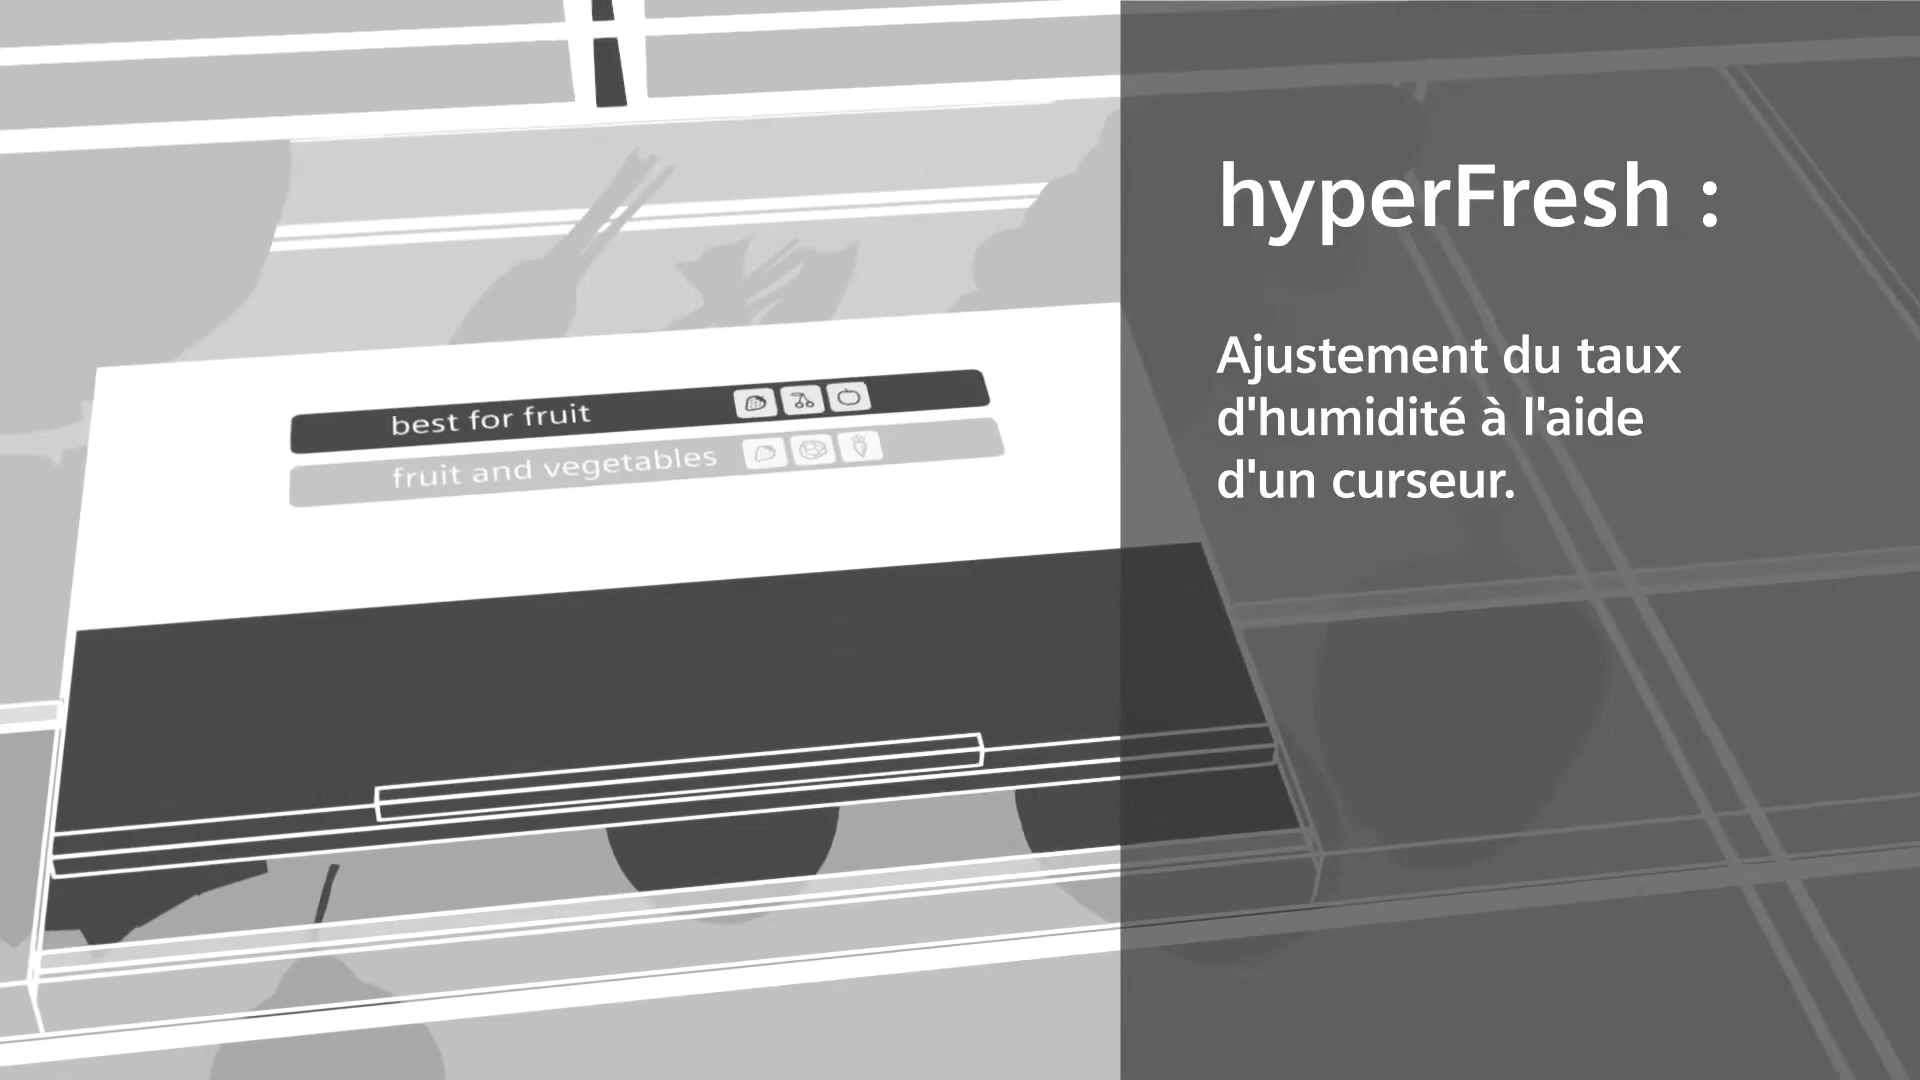 hyperFresh :
Ajustement du taux
d'humidité à l'aide
d'un curseur.
best for fruit
fruit and vegetables